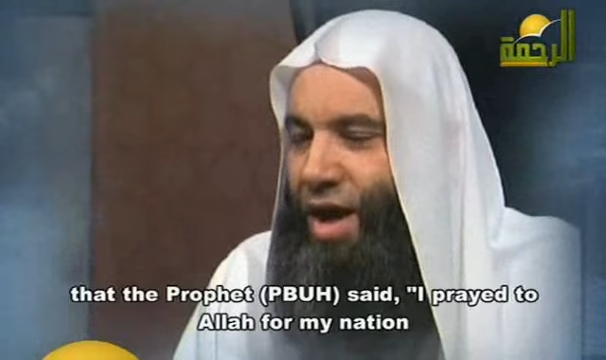 الرحمة
that the Prophet (PBUH) said, "I prayed to
Allah for my nation